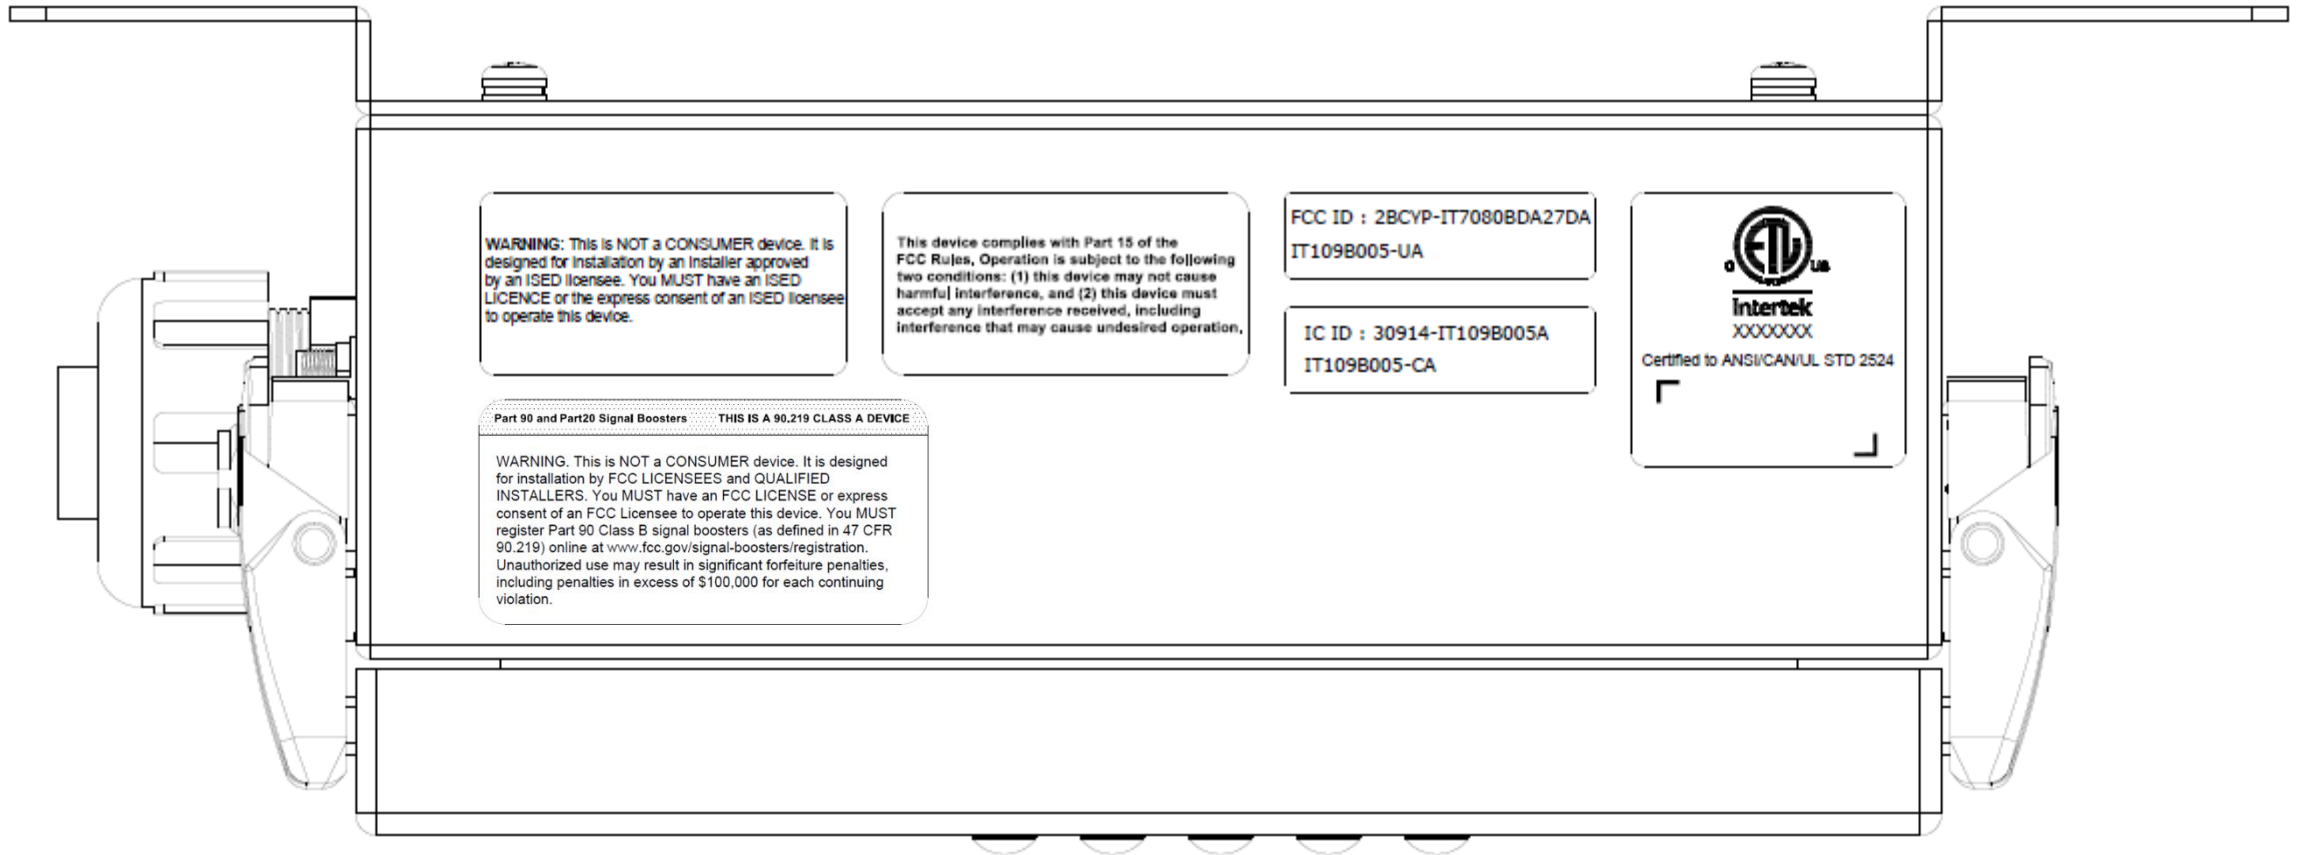 WARNING: This is NOT a CONSUMER device. It is
designed for installation by an installer approved
by an ISED licensee. You MUST have an ISED
LICENCE or the express consent of an ISED licensee
to operate this device.
This device complies with Part 15 of the
FCC Rules, Operation is subject to the following
two conditions: (1) this device may not cause
harmful interference, and (2) this device must
accept any interference received, including
interference that may cause undesired operation,
FCC ID : 2BCYP-IT7080BDA27DA
IT109B005-UA
IC ID : 30914-IT109B005A
IT109B005-CA
ETL
c US
Intertek
XXXXXXX
Certified to ANSI/CAN/UL STD 2524
Part 90 and Part20 Signal Boosters THIS IS A 90.219 CLASS A DEVICE
WARNING. This is NOT a CONSUMER device. It is designed
for installation by FCC LICENSEES and QUALIFIED
INSTALLERS. You MUST have an FCC LICENSE or express
consent of an FCC Licensee to operate this device. You MUST
register Part 90 Class B signal boosters (as defined in 47 CFR
90.219) online at www.fcc.gov/signal-boosters/registration.
Unauthorized use may result in significant forfeiture penalties,
including penalties in excess of $100,000 for each continuing
violation.